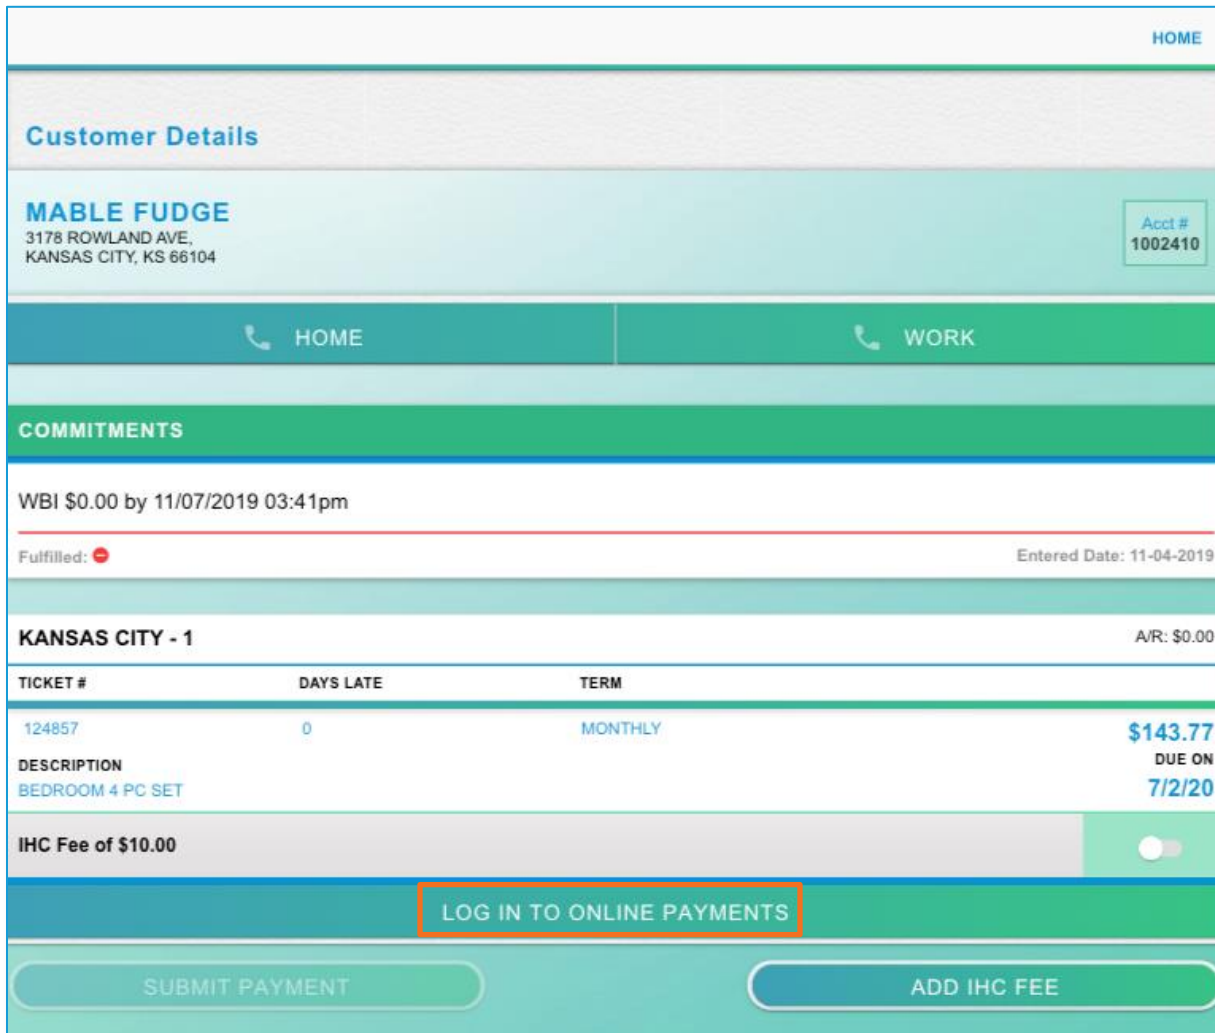 HOME
Customer Details
MABLE FUDGE
3178 ROWLAND AVE,
KANSAS CITY, KS 66104
Acct #
1002410
HOME
WORK
COMMITMENTS
WBI $0.00 by 11/07/2019 03:41pm
Fulfilled:
Entered Date: 11-04-2019
KANSAS CITY - 1
A/R: $0.00
TICKET # DAYS LATE TERM
124857 0 MONTHLY $143.77
DESCRIPTION DUE ON
BEDROOM 4 PC SET 7/2/20
IHC Fee of $10.00
LOG IN TO ONLINE PAYMENTS
SUBMIT PAYMENT
ADD IHC FEE